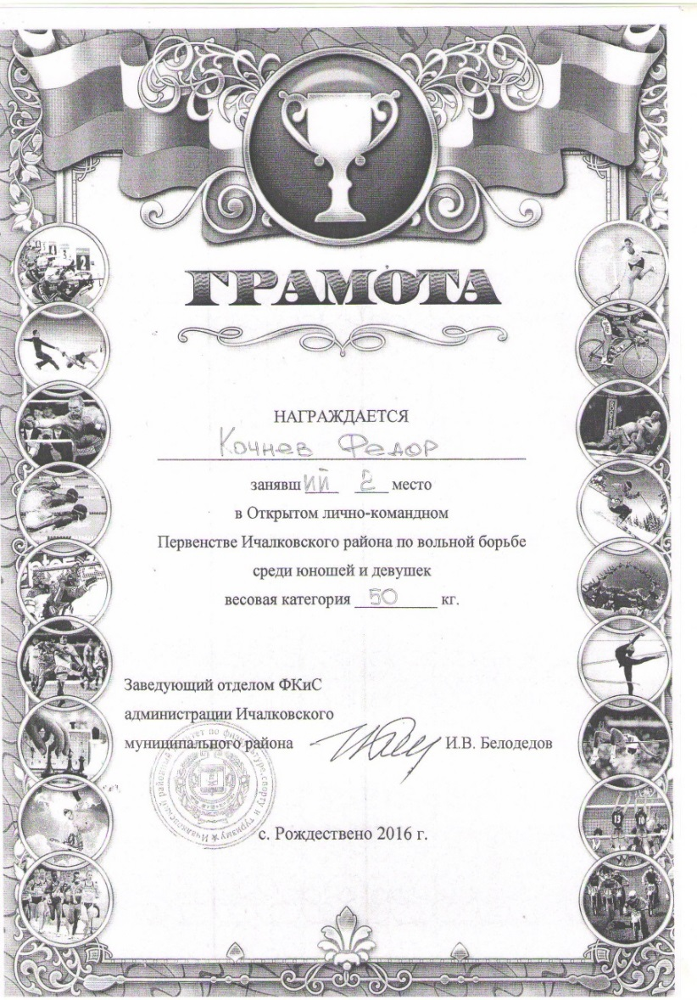 ГРАМОТА
НАГРАЖДАЕТСЯ
Кочнев Федор
занявший 2 место
в Открытом лично-командном
Первенстве Ичалковского района по вольной борьбе
среди юношей и девушек
весовая категория 50 кг.
Заведующий отделом ФКиС
администрации Ичалковского
муниципального района И.В. Белодедов
с. Рождествено 2016 г.